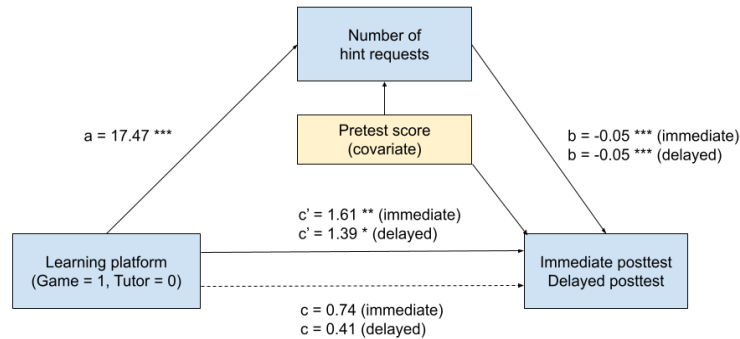 Number of
hint requests
a = 17.47 ***
Pretest score
(covariate)
b = -0.05 *** (immediate)
b = -0.05 *** (delayed)
c’ = 1.61 ** (immediate)
c’ = 1.39 * (delayed)
Learning platform
(Game = 1, Tutor = 0)
Immediate posttest
Delayed posttest
c = 0.74 (immediate)
c = 0.41 (delayed)